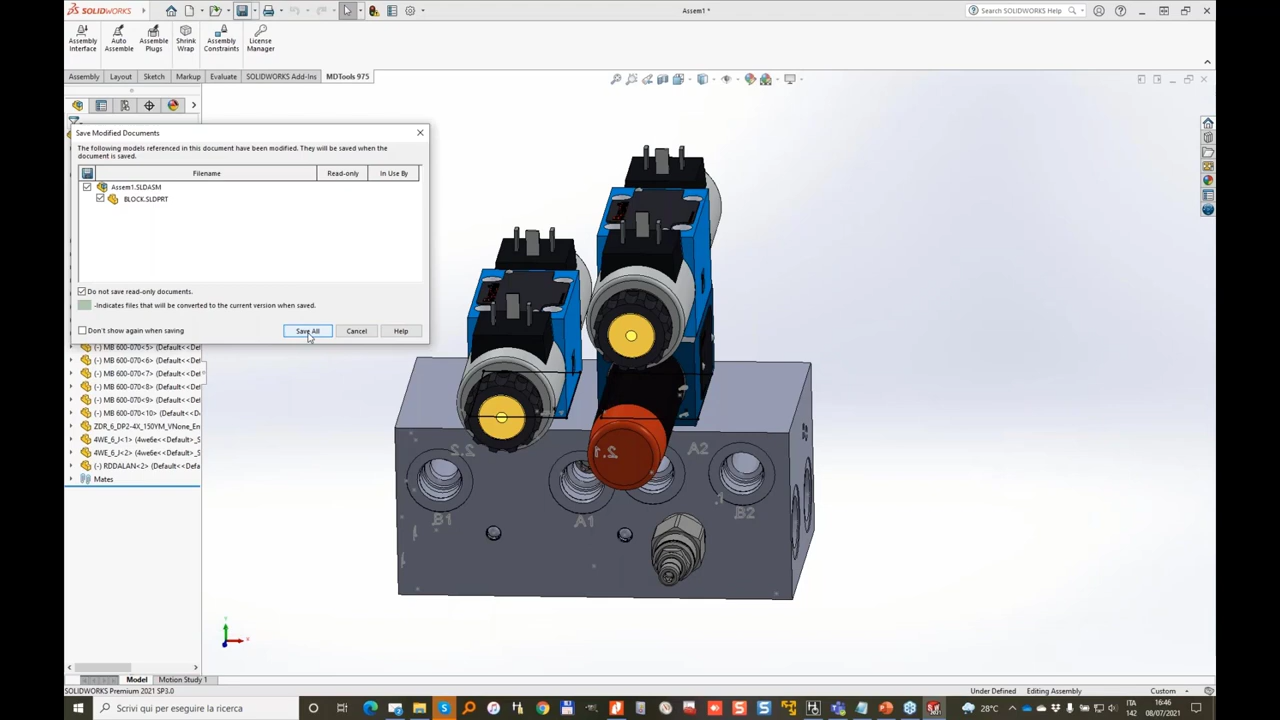 SOLIDWORKS
Assem1 *
Search SOLIDWORKS Help
Assembly
Interface
Auto
Assemble
Assemble
Plugs
Shrink
Wrap
Assembly
Constraints
License
Manager
Assembly
Layout
Sketch
Markup
Evaluate
SOLIDWORKS Add-Ins
MDTools 975
Save Modified Documents
The following models referenced in this document have been modified. They will be saved when the
document is saved.
Filename
Read-only
In Use By
Assem1.SLDASM
BLOCK.SLDPRT
Do not save read-only documents.
-Indicates files that will be converted to the current version when saved.
Don't show again when saving
Save All
Cancel
Help
(-) MB 600-070<5> (Default<<Def
(-) MB 600-070<6> (Default<<Def
(-) MB 600-070<7> (Default<<Def
(-) MB 600-070<8> (Default<<Def
(-) MB 600-070<9> (Default<<Def
(-) MB 600-070<10> (Default<<De
ZDR_6_DP2-4X_150YM_VNone_En
4WE_6_J<1> (4we6e<Default>_S
4WE_6_J<2> (4we6e<Default>_S
(-) RDDALAN<2> (Default<<Defau
Mates
2.2
2.1
A2
B1
A1
B2
Model
Motion Study 1
SOLIDWORKS Premium 2021 SP3.0
Under Defined
Editing Assembly
Custom
Scrivi qui per eseguire la ricerca
28°C
ITA
16:46
08/07/2021